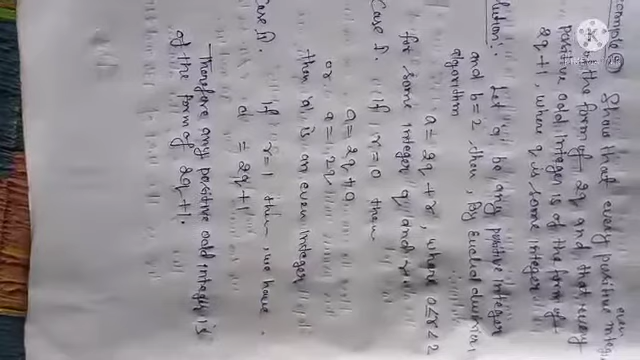 Example Show that every positive even
is of the form of 2q and that every
positive odd integer is of the form of
2q+1, where q is some integer.
Solution:- Let a be any positive integer
and b=2 then, By Euclid division
algorithm
a = 2q + r, where 0≤r<2
for some integer q and
Case I. if r=0 then
a = 2q + 0
or a = 2q
then 'a' is an even integer
Case II. If r=1 then, we have
a = 2q+1
Therefore any positive odd integer is
of the form of 2q+1.